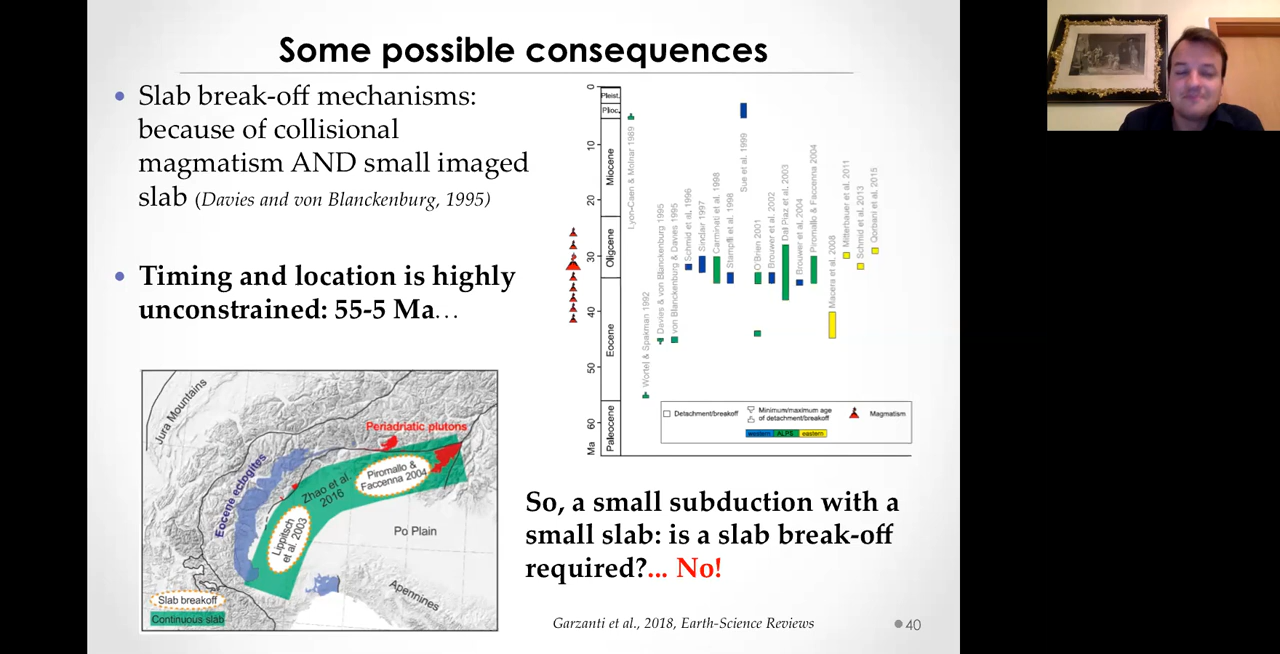 Some possible consequences
Slab break-off mechanisms:
because of collisional
magmatism AND small imaged
slab (Davies and von Blanckenburg, 1995)
Timing and location is highly
unconstrained: 55-5 Ma…
Jura Mountains
Periadriatic plutons
Eocene eclogites
Zhao et al.
2016
Piromallo &
Faccenna 2004
Lippitsch
et al. 2003
Po Plain
Apennines
Slab breakoff
Continuous slab
0
10
20
30
40
50
60
Ma
Pleist.
Plioc.
Miocene
Oligcene
Eocene
Paleocene
Lyon-Caen & Molnar 1989
Wortel & Spakman 1992
Davies & von Blanckenburg 1995
von Blanckenburg & Davies 1995
Schmid et al. 1996
Sinclair 1997
Carminati et al. 1998
Stampfli et al. 1998
Sue et al. 1999
O'Brien 2001
Brouwer et al. 2002
Dal Piaz et al. 2003
Brouwer et al. 2004
Piromallo & Faccenna 2004
Macera et al. 2008
Mitterbauer et al. 2011
Schmid et al. 2013
Qorbani et al. 2015
Detachment/breakoff
Minimum/maximum age
of detachment/breakoff
Magmatism
western ALPS eastern
So, a small subduction with a
small slab: is a slab break-off
required?... No!
Garzanti et al., 2018, Earth-Science Reviews
40